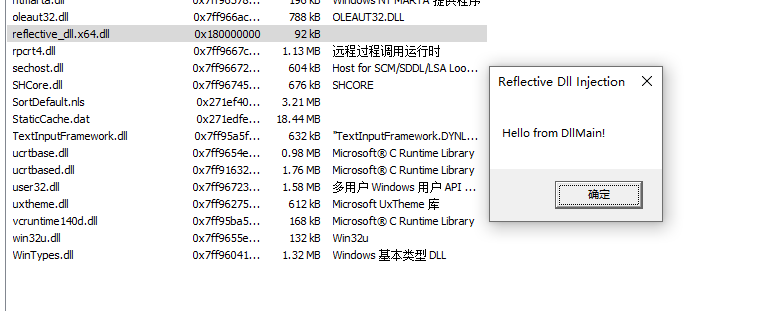 ntmarta.dll 0x7ff96578... 196 kB Windows NT MARTA 提供程序
oleaut32.dll 0x7ff966ac... 788 kB OLEAUT32.DLL
reflective_dll.x64.dll 0x180000000 92 kB
rpcrt4.dll 0x7ff9667c... 1.13 MB 远程过程调用运行时
sechost.dll 0x7ff96672... 604 kB Host for SCM/SDDL/LSA Loo...
SHCore.dll 0x7ff96745... 676 kB SHCORE
SortDefault.nls 0x271ef40... 3.21 MB
StaticCache.dat 0x271edfe... 18.44 MB
TextInputFramework.dll 0x7ff95a5f... 632 kB "TextInputFramework.DYNL...
ucrtbase.dll 0x7ff9654e... 0.98 MB Microsoft® C Runtime Library
ucrtbased.dll 0x7ff91632... 1.76 MB Microsoft® C Runtime Library
user32.dll 0x7ff96723... 1.58 MB 多用户 Windows 用户 API ...
uxtheme.dll 0x7ff96275... 612 kB Microsoft UxTheme 库
vcruntime140d.dll 0x7ff95ba5... 168 kB Microsoft® C Runtime Library
win32u.dll 0x7ff9655e... 132 kB Win32u
WinTypes.dll 0x7ff96041... 1.32 MB Windows 基本类型 DLL
Reflective Dll Injection
Hello from DllMain!
确定